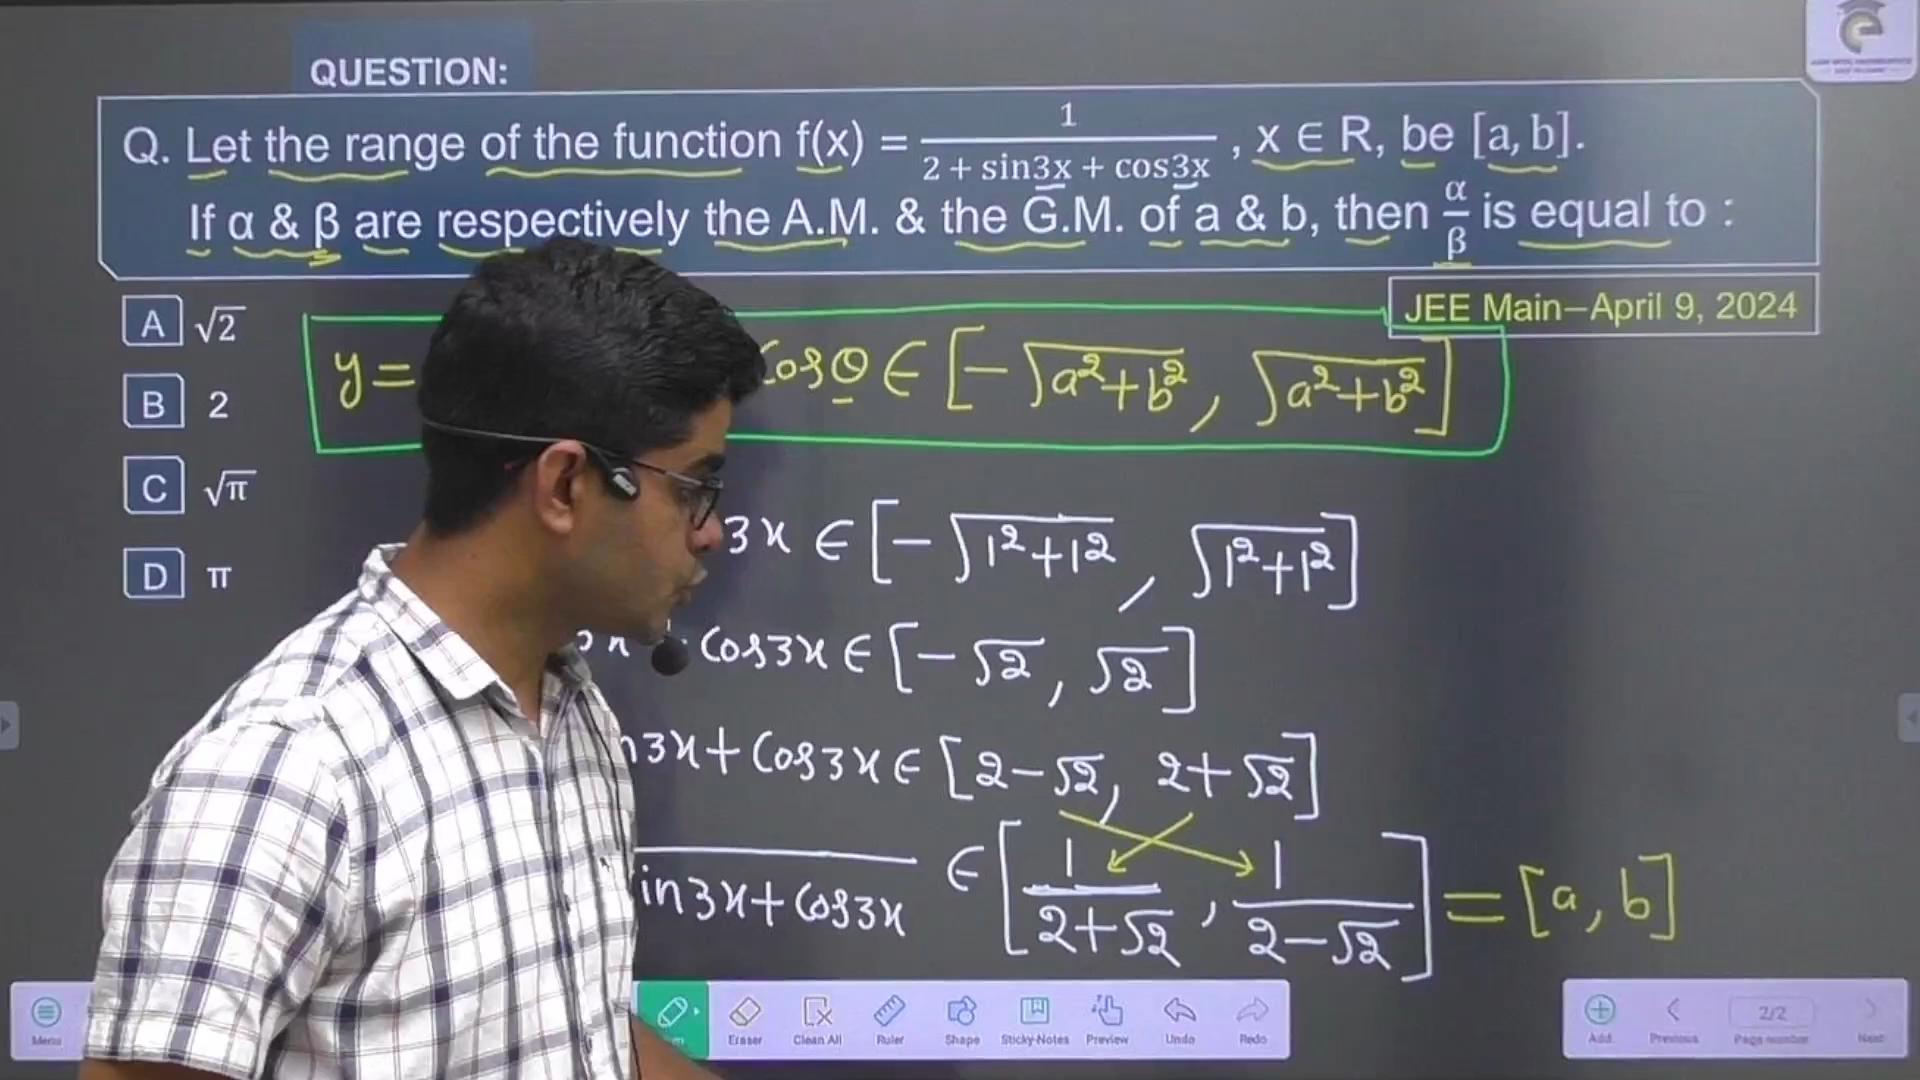 QUESTION:
Q. Let the range of the function f(x) = 1/(2 + sin3x + cos3x) , x ∈ R, be [a, b].
If α & β are respectively the A.M. & the G.M. of a & b, then α/β is equal to :
JEE Main–April 9, 2024
A √2
B 2
C √π
D π
y= cosθ ∈ [-√(a²+b²), √(a²+b²)]
3x ∈ [-√(1²+1²), √(1²+1²)]
3x + cos3x ∈ [-√2, √2]
n3x + cos3x ∈ [2-√2, 2+√2]
in3x + cos3x ∈ [1/(2+√2), 1/(2-√2)] = [a, b]
Menu
Eraser
Clean All
Ruler
Shape
Sticky-Notes
Preview
Undo
Redo
Add
Previous
2/2
Page number
Next